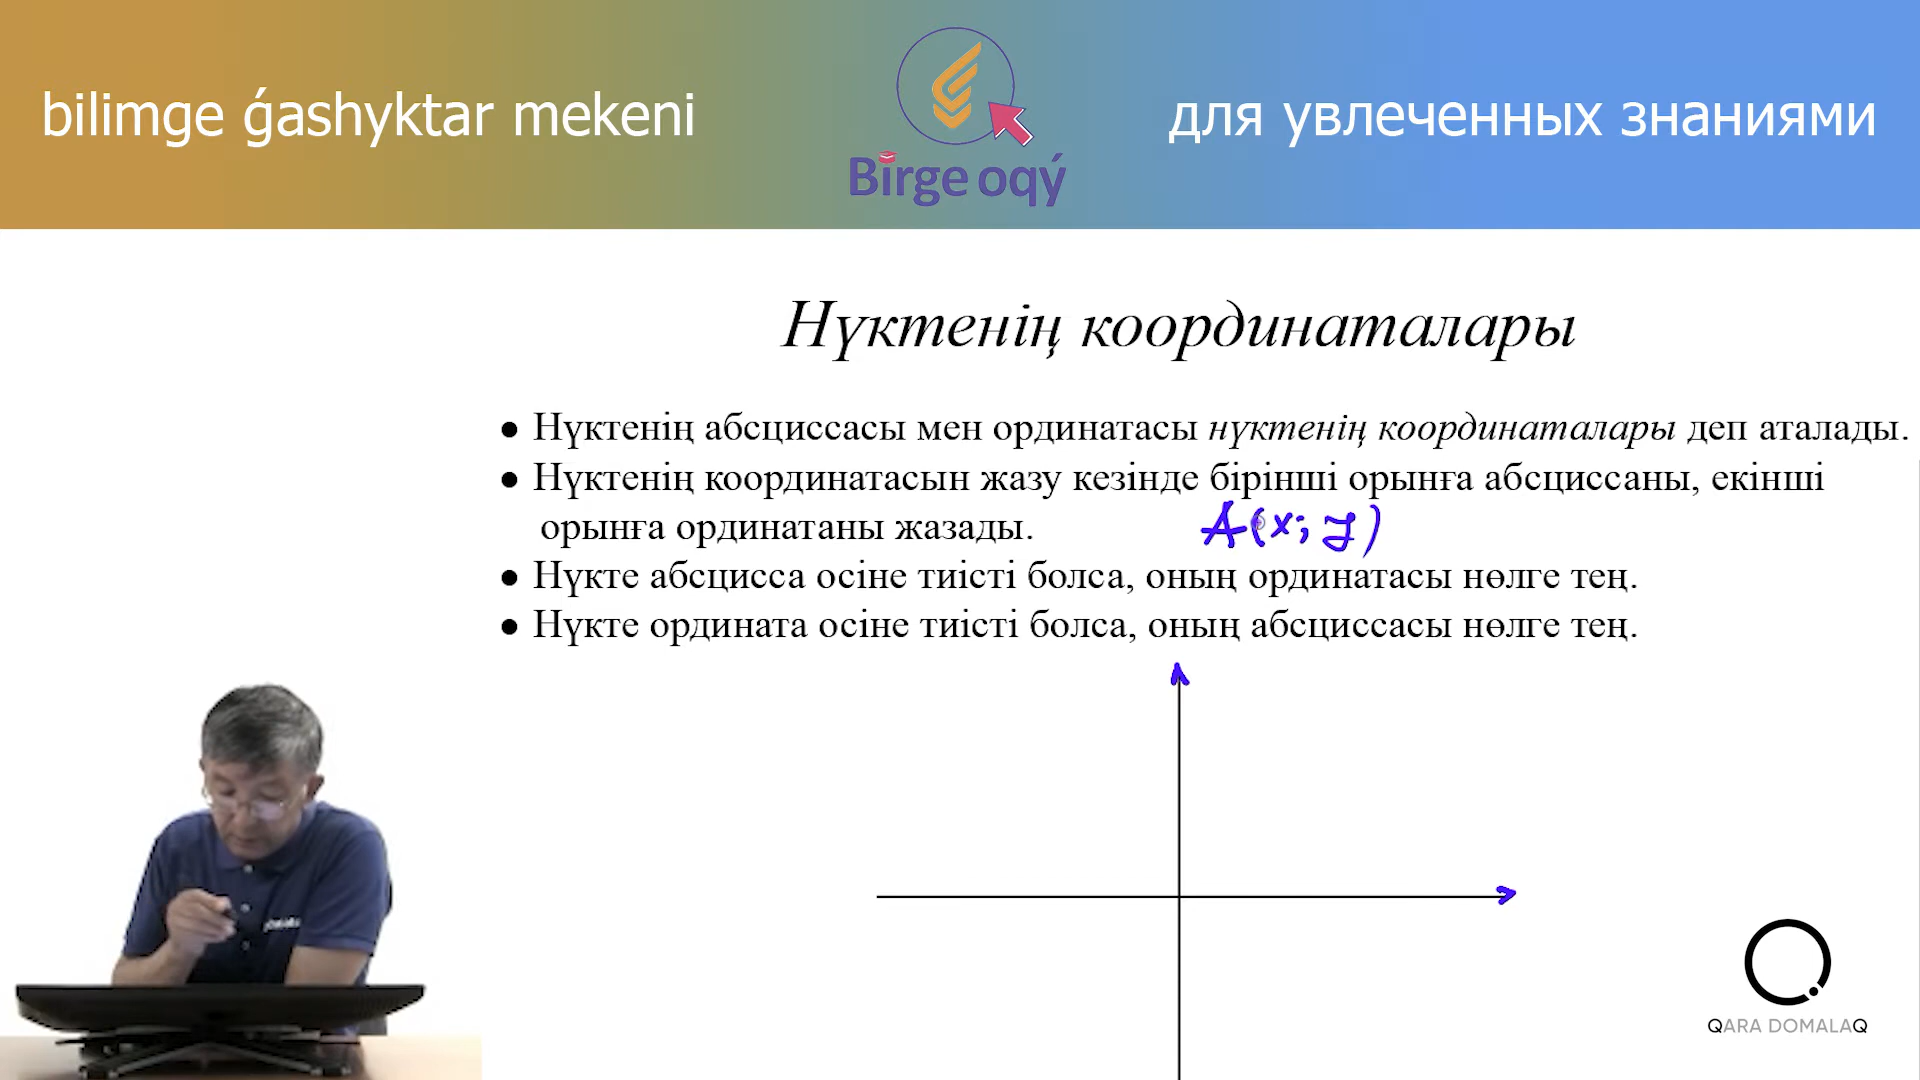 bilimge ǵashyktar mekeni
для увлеченных знаниями
Birge oqý
Нүктенің координаталары
● Нүктенің абсциссасы мен ординатасы нүктенің координаталары деп аталады.
● Нүктенің координатасын жазу кезінде бірінші орынға абсциссаны, екінші
орынға ординатаны жазады.
A(x; y)
● Нүкте абсцисса осіне тиісті болса, оның ординатасы нөлге тең.
● Нүкте ордината осіне тиісті болса, оның абсциссасы нөлге тең.
QARA DOMALAQ